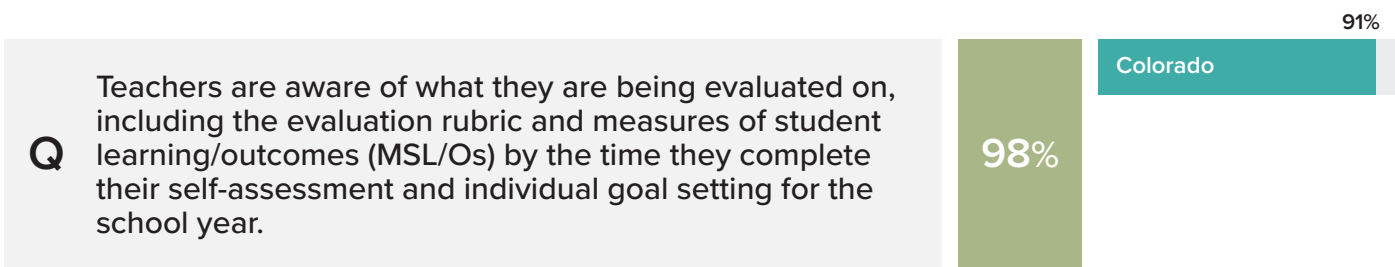 91%
Colorado
Teachers are aware of what they are being evaluated on,
including the evaluation rubric and measures of student
Q learning/outcomes (MSL/Os) by the time they complete
their self-assessment and individual goal setting for the
school year.
98%